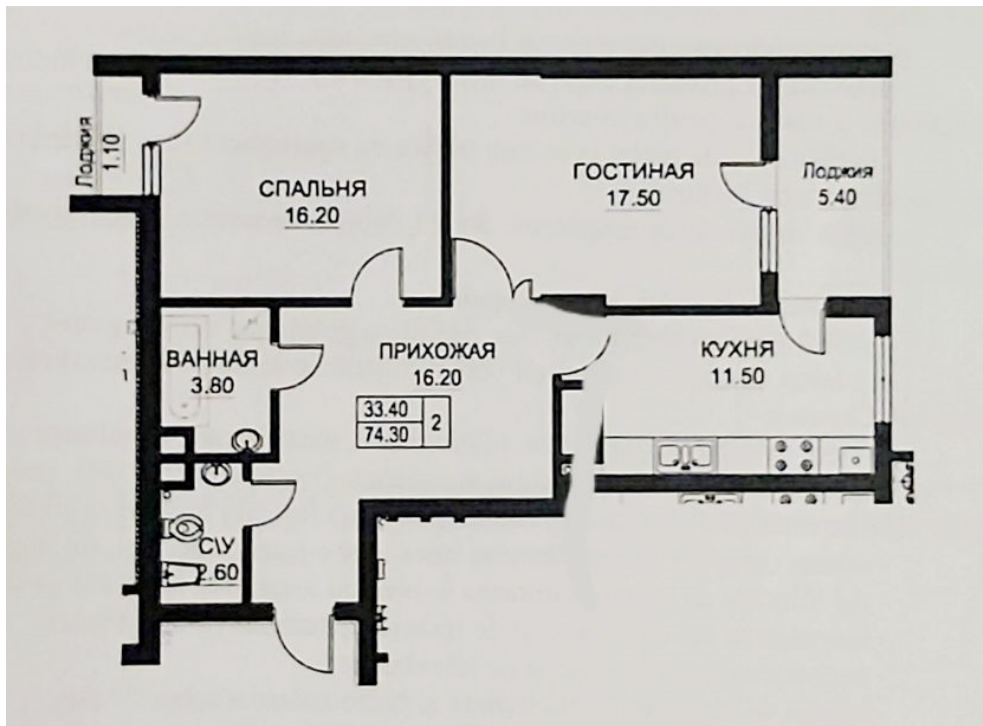 Лоджия
1.10
СПАЛЬНЯ
16.20
ГОСТИНАЯ
17.50
Лоджия
5.40
ВАННАЯ
3.80
ПРИХОЖАЯ
16.20
КУХНЯ
11.50
33.40
74.30
2
С\У
2.60